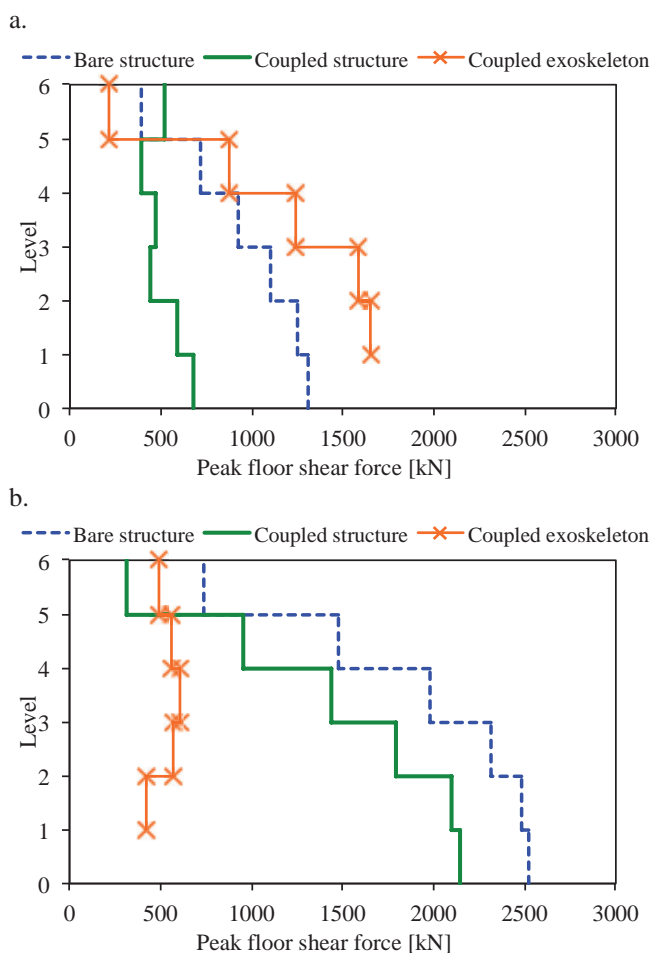 a.
Bare structure Coupled structure Coupled exoskeleton
6
5
4
3
2
1
0
Level
0 500 1000 1500 2000 2500 3000
Peak floor shear force [kN]
b.
Bare structure Coupled structure Coupled exoskeleton
6
5
4
3
2
1
0
Level
0 500 1000 1500 2000 2500 3000
Peak floor shear force [kN]